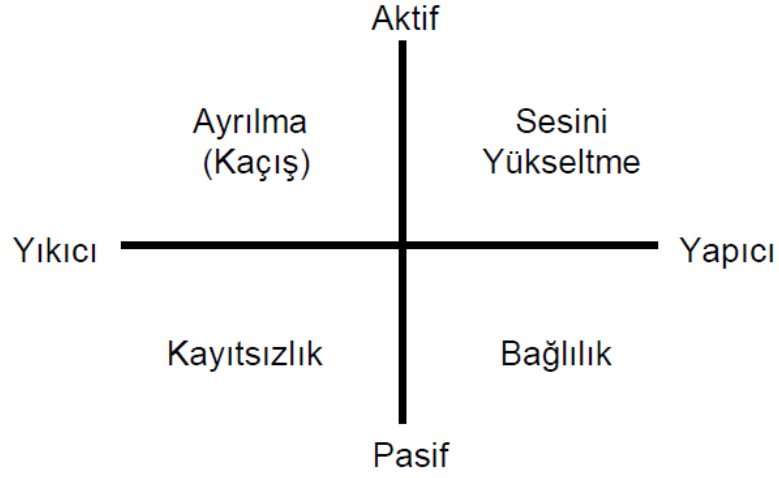 Aktif
Ayrılma
(Kaçış)
Sesini
Yükseltme
Yıkıcı
Yapıcı
Kayıtsızlık
Bağlılık
Pasif